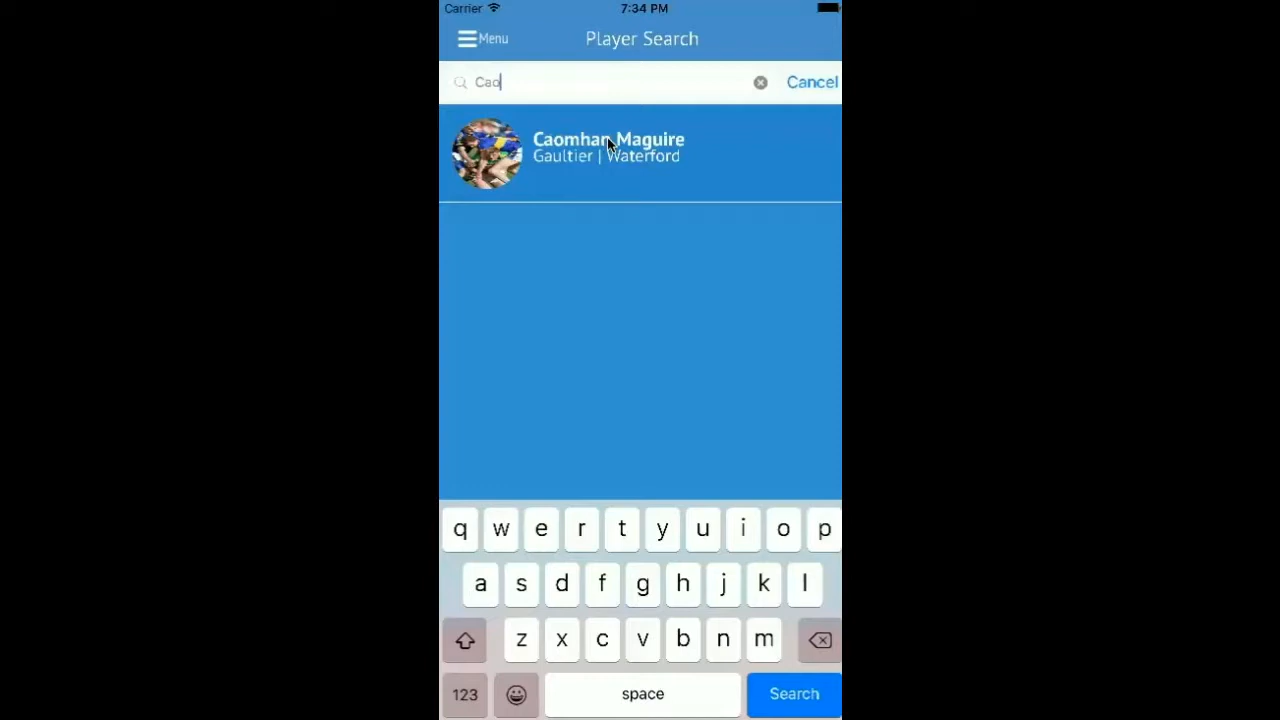 Carrier 7:34 PM
Menu Player Search
Cao Cancel
Caomhan Maguire
Gaultier | Waterford
q w e r t y u i o p
a s d f g h j k l
z x c v b n m
123 space Search